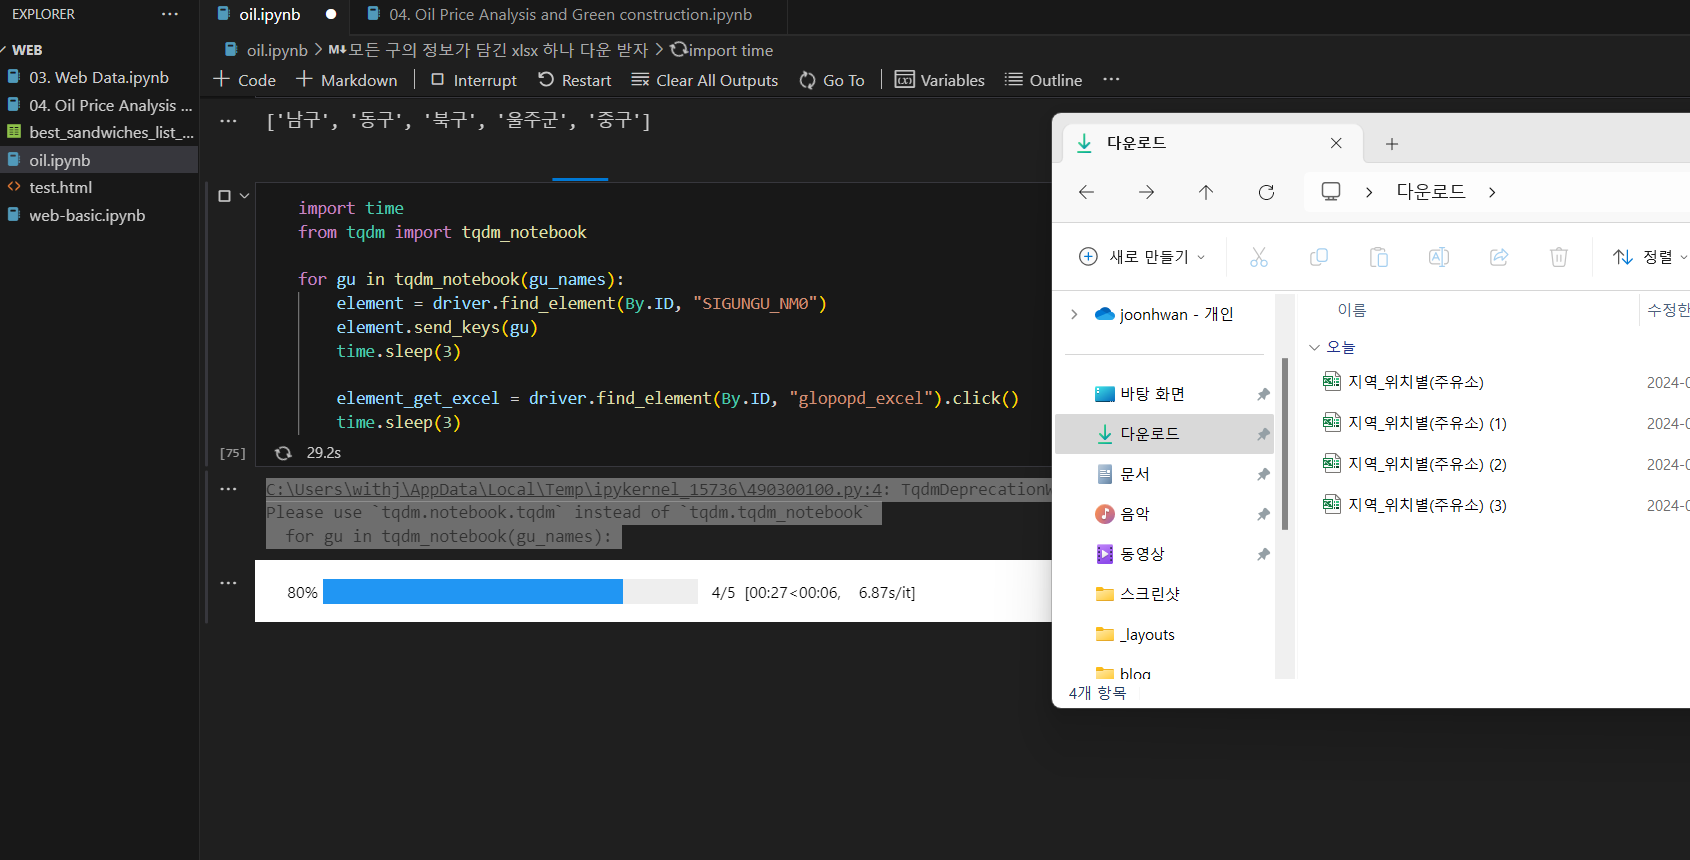 EXPLORER
WEB
03. Web Data.ipynb
04. Oil Price Analysis ...
best_sandwiches_list_...
oil.ipynb
test.html
web-basic.ipynb
oil.ipynb
04. Oil Price Analysis and Green construction.ipynb
oil.ipynb > M↓모든 구의 정보가 담긴 xlsx 하나 다운 받자 > import time
+ Code + Markdown Interrupt Restart Clear All Outputs Go To Variables Outline ...
['남구', '동구', '북구', '울주군', '중구']
import time
from tqdm import tqdm_notebook
for gu in tqdm_notebook(gu_names):
element = driver.find_element(By.ID, "SIGUNGU_NM0")
element.send_keys(gu)
time.sleep(3)
element_get_excel = driver.find_element(By.ID, "glopopd_excel").click()
time.sleep(3)
[75] 29.2s
C:\Users\withj\AppData\Local\Temp\ipykernel_15736\490300100.py:4: TqdmDeprecationW
Please use `tqdm.notebook.tqdm` instead of `tqdm.tqdm_notebook`
for gu in tqdm_notebook(gu_names):
80% 4/5 [00:27<00:06, 6.87s/it]
다운로드
다운로드
새로 만들기
정렬
joonhwan - 개인
바탕 화면
다운로드
문서
음악
동영상
스크린샷
_layouts
blog
이름 수정한
오늘
지역_위치별(주유소) 2024-0
지역_위치별(주유소) (1) 2024-0
지역_위치별(주유소) (2) 2024-0
지역_위치별(주유소) (3) 2024-0
4개 항목